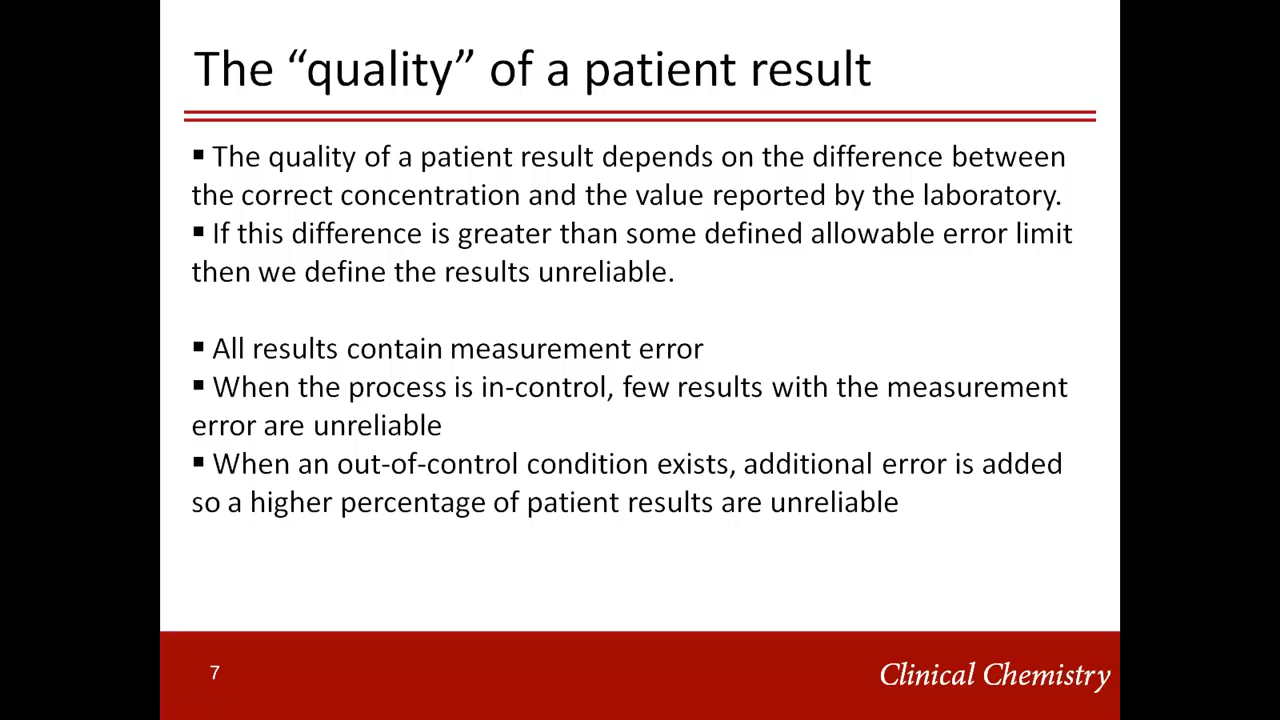 The “quality” of a patient result
▪ The quality of a patient result depends on the difference between
the correct concentration and the value reported by the laboratory.
▪ If this difference is greater than some defined allowable error limit
then we define the results unreliable.
▪ All results contain measurement error
▪ When the process is in-control, few results with the measurement
error are unreliable
▪ When an out-of-control condition exists, additional error is added
so a higher percentage of patient results are unreliable
7
Clinical Chemistry